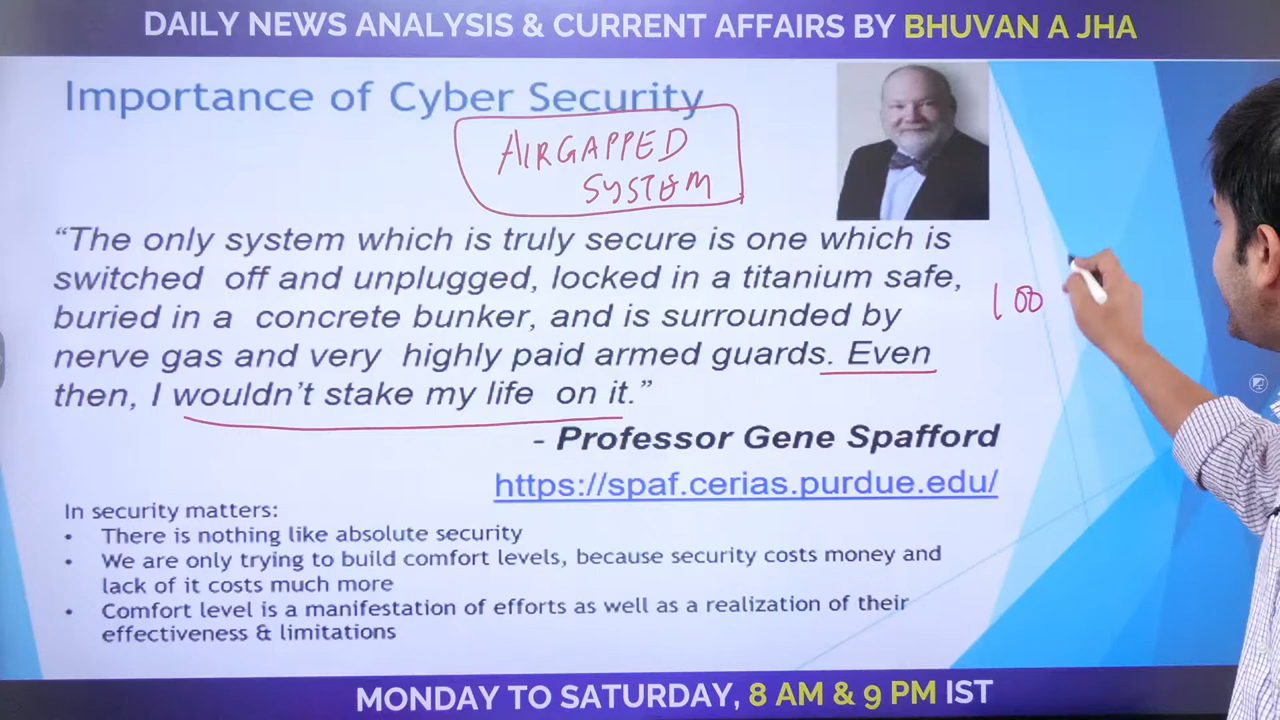 DAILY NEWS ANALYSIS & CURRENT AFFAIRS BY BHUVAN A JHA
Importance of Cyber Security
AIRGAPPED
SYSTEM
“The only system which is truly secure is one which is
switched off and unplugged, locked in a titanium safe,
buried in a concrete bunker, and is surrounded by
nerve gas and very highly paid armed guards. Even
then, I wouldn’t stake my life on it.”
100
- Professor Gene Spafford
https://spaf.cerias.purdue.edu/
In security matters:
• There is nothing like absolute security
• We are only trying to build comfort levels, because security costs money and
lack of it costs much more
• Comfort level is a manifestation of efforts as well as a realization of their
effectiveness & limitations
MONDAY TO SATURDAY, 8 AM & 9 PM IST